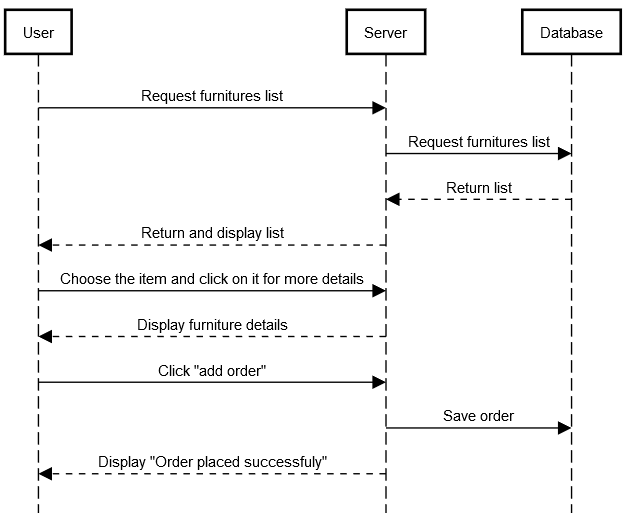 User
Server
Database
Request furnitures list
Request furnitures list
Return list
Return and display list
Choose the item and click on it for more details
Display furniture details
Click "add order"
Save order
Display "Order placed successfuly"